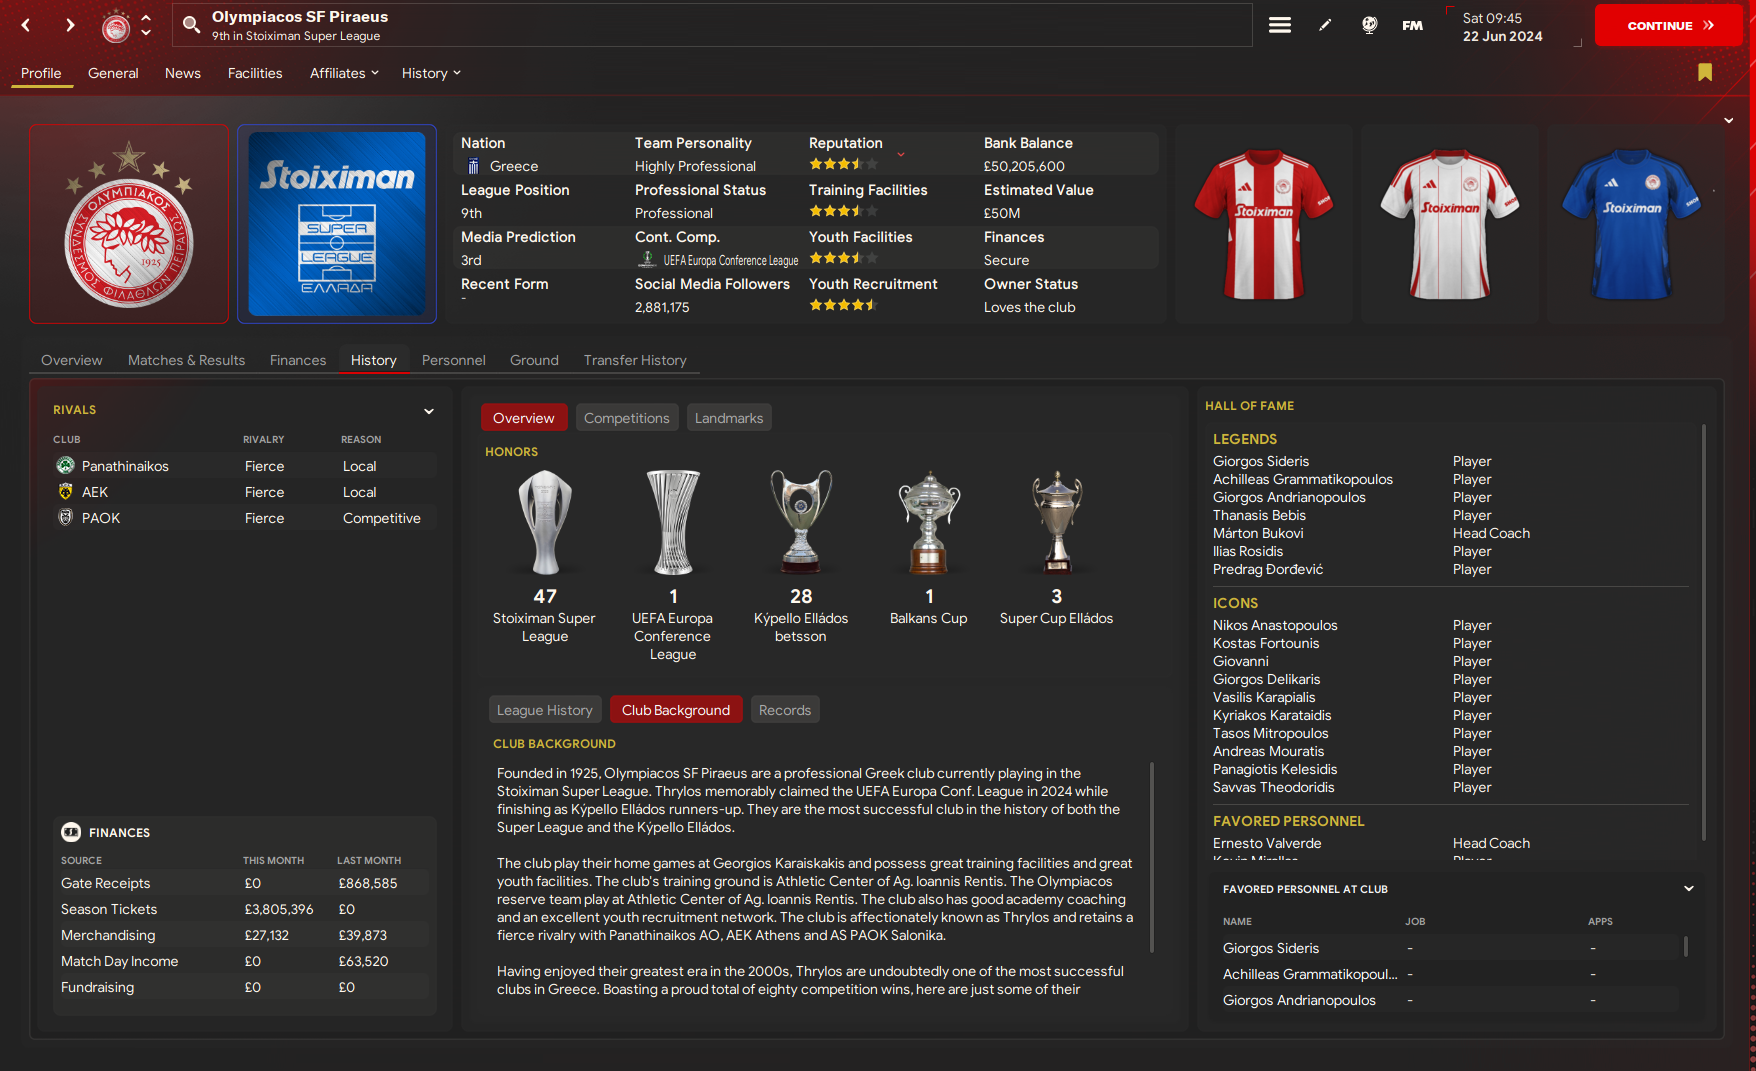 Olympiacos SF Piraeus
9th in Stoiximan Super League
FM
Sat 09:45
22 Jun 2024
CONTINUE
Profile General News Facilities Affiliates History
ΣΥΝΔΕΣΜΟΣ ΟΛΥΜΠΙΑΚΟΣ ΠΕΙΡΑΙΩΣ
ΦΙΛΑΘΛΩΝ
1925
Stoiximan
SUPER
LEAGUE
ΕΛΛΑΔΑ
Nation Team Personality Reputation Bank Balance
Greece Highly Professional £50,205,600
League Position Professional Status Training Facilities Estimated Value
9th Professional £50M
Media Prediction Cont. Comp. Youth Facilities Finances
3rd UEFA Europa Conference League Secure
Recent Form Social Media Followers Youth Recruitment Owner Status
- 2,881,175 Loves the club
Stoiximan
Stoiximan
Stoiximan
Overview Matches & Results Finances History Personnel Ground Transfer History
RIVALS
CLUB RIVALRY REASON
Panathinaikos Fierce Local
AEK Fierce Local
PAOK Fierce Competitive
FINANCES
SOURCE THIS MONTH LAST MONTH
Gate Receipts £0 £868,585
Season Tickets £3,805,396 £0
Merchandising £27,132 £39,873
Match Day Income £0 £63,520
Fundraising £0 £0
Overview Competitions Landmarks
HONORS
47 1 28 1 3
Stoiximan Super UEFA Europa Kýpello Elládos Balkans Cup Super Cup Elládos
League Conference betsson
League
League History Club Background Records
CLUB BACKGROUND
Founded in 1925, Olympiacos SF Piraeus are a professional Greek club currently playing in the
Stoiximan Super League. Thrylos memorably claimed the UEFA Europa Conf. League in 2024 while
finishing as Kýpello Elládos runners-up. They are the most successful club in the history of both the
Super League and the Kýpello Elládos.
The club play their home games at Georgios Karaiskakis and possess great training facilities and great
youth facilities. The club's training ground is Athletic Center of Ag. Ioannis Rentis. The Olympiacos
reserve team play at Athletic Center of Ag. Ioannis Rentis. The club also has good academy coaching
and an excellent youth recruitment network. The club is affectionately known as Thrylos and retains a
fierce rivalry with Panathinaikos AO, AEK Athens and AS PAOK Salonika.
Having enjoyed their greatest era in the 2000s, Thrylos are undoubtedly one of the most successful
clubs in Greece. Boasting a proud total of eighty competition wins, here are just some of their
HALL OF FAME
LEGENDS
Giorgos Sideris Player
Achilleas Grammatikopoulos Player
Giorgos Andrianopoulos Player
Thanasis Bebis Player
Márton Bukovi Head Coach
Ilias Rosidis Player
Predrag Đorđević Player
ICONS
Nikos Anastopoulos Player
Kostas Fortounis Player
Giovanni Player
Giorgos Delikaris Player
Vasilis Karapialis Player
Kyriakos Karataidis Player
Tasos Mitropoulos Player
Andreas Mouratis Player
Panagiotis Kelesidis Player
Savvas Theodoridis Player
FAVORED PERSONNEL
Ernesto Valverde Head Coach
FAVORED PERSONNEL AT CLUB
NAME JOB APPS
Giorgos Sideris - -
Achilleas Grammatikopoul... - -
Giorgos Andrianopoulos - -